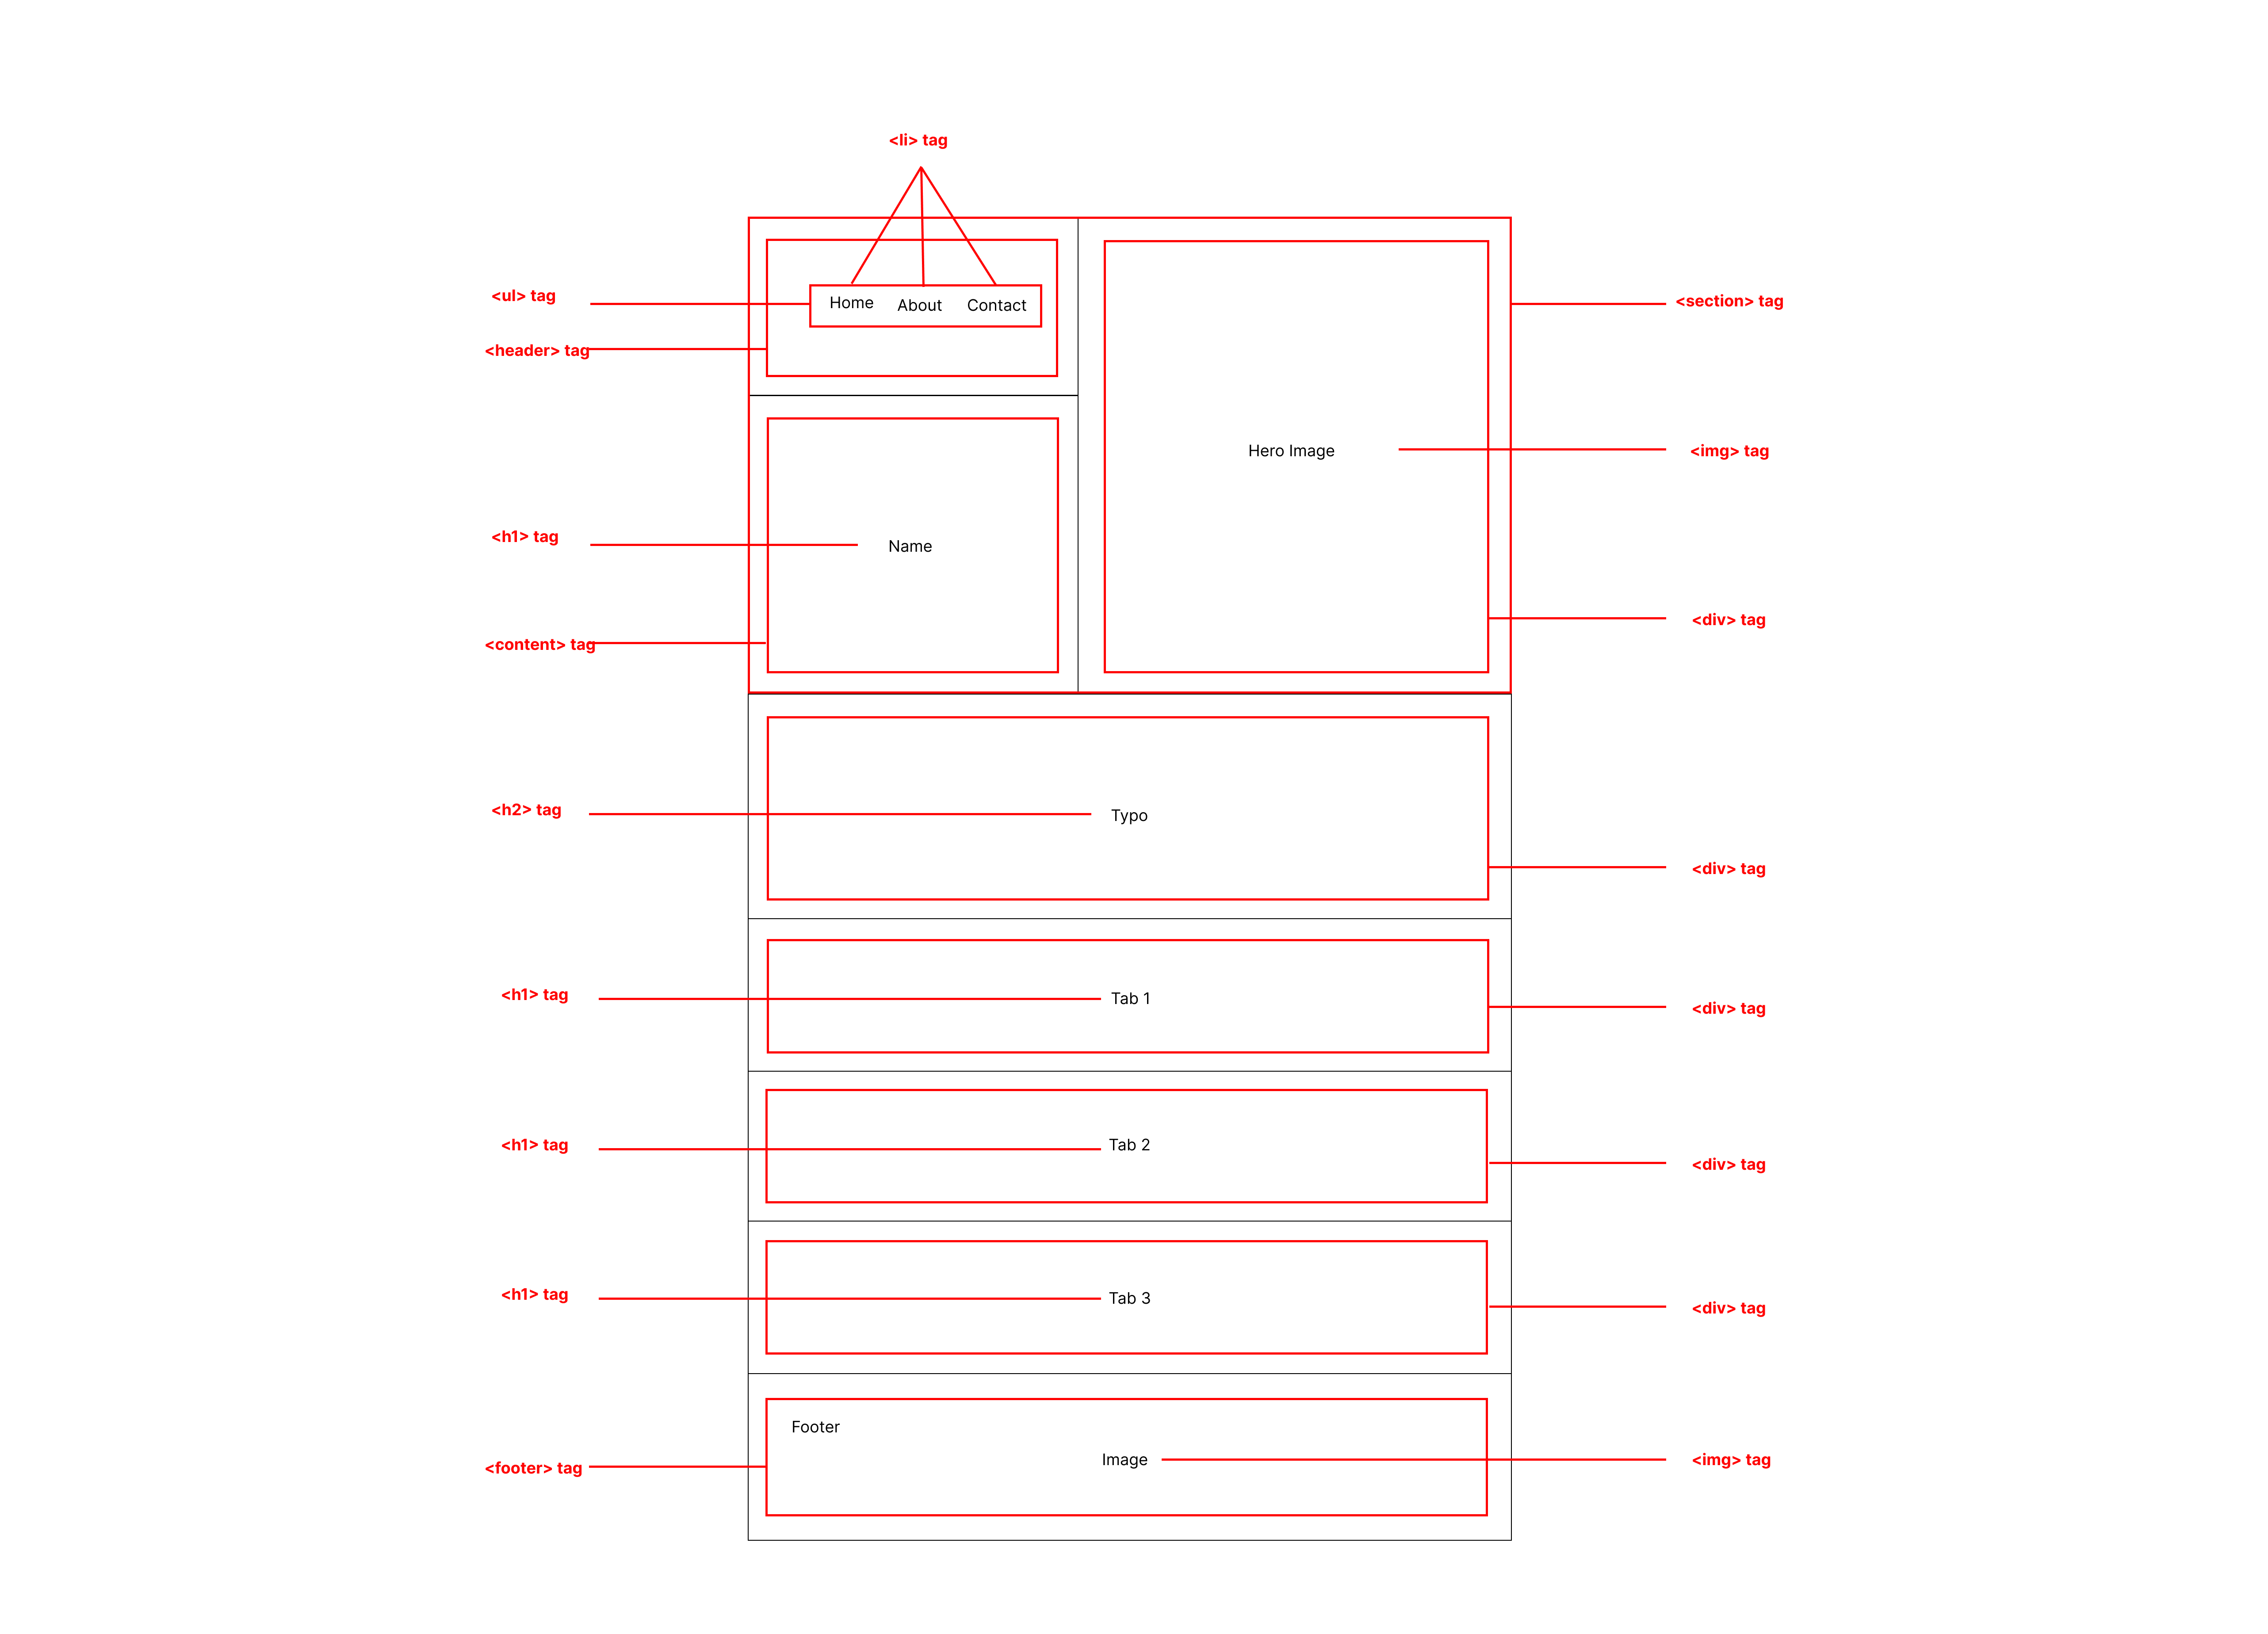 <li> tag
<ul> tag
Home About Contact
<section> tag
<header> tag
Hero Image
<img> tag
<h1> tag
Name
<div> tag
<content> tag
<h2> tag
Typo
<div> tag
<h1> tag
Tab 1
<div> tag
<h1> tag
Tab 2
<div> tag
<h1> tag
Tab 3
<div> tag
Footer
<footer> tag
Image
<img> tag